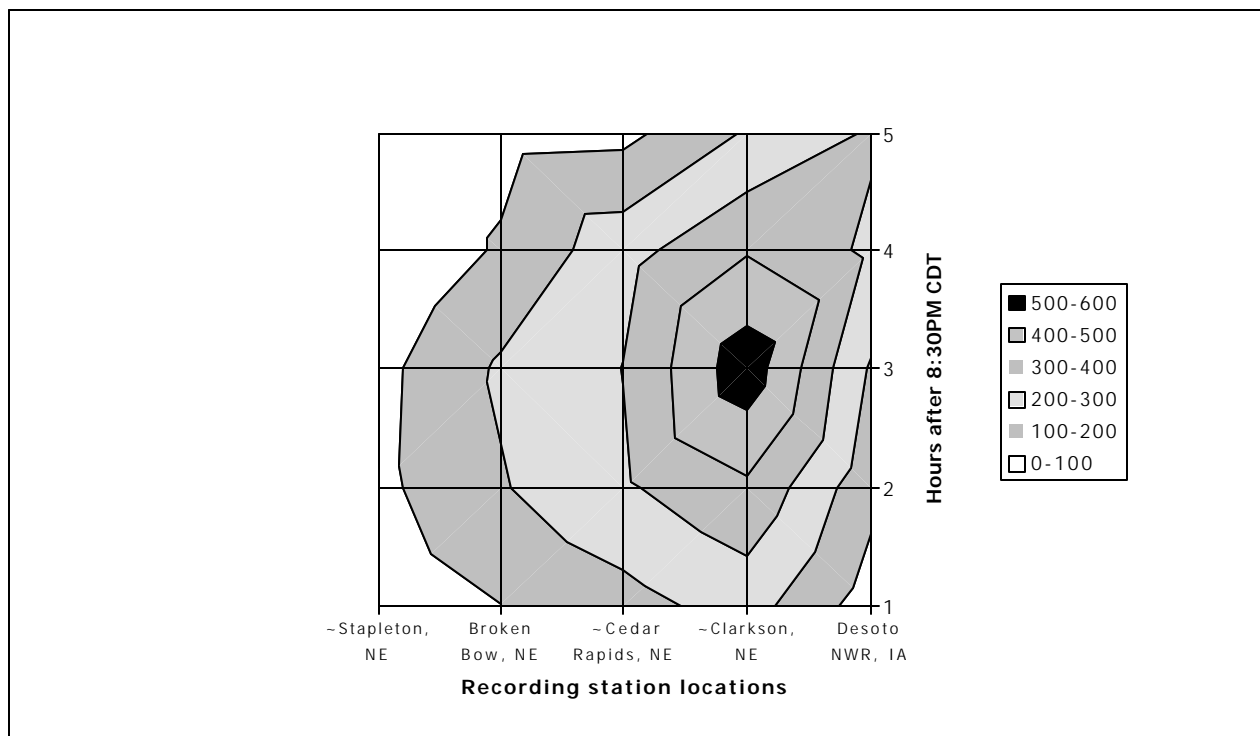 5
4
3
2
1
Hours after 8:30PM CDT
500-600
400-500
300-400
200-300
100-200
0-100
~Stapleton, NE
Broken Bow, NE
~Cedar Rapids, NE
~Clarkson, NE
Desoto NWR, IA
Recording station locations